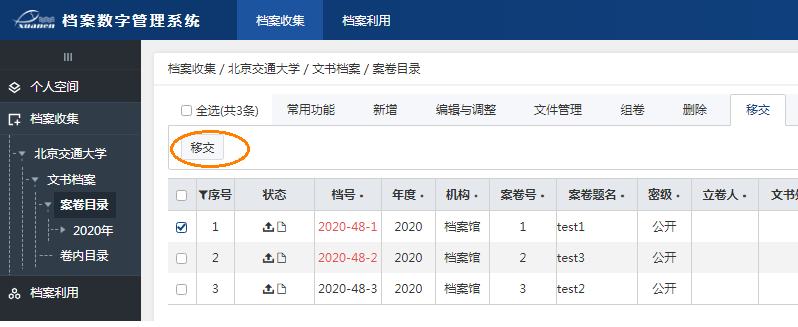 xuanen 档案数字管理系统 档案收集 档案利用
个人空间
档案收集
北京交通大学
文书档案
案卷目录
2020年
卷内目录
档案利用
档案收集 / 北京交通大学 / 文书档案 / 案卷目录
全选(共3条) 常用功能 新增 编辑与调整 文件管理 组卷 删除 移交
移交
序号 状态 档号 年度 机构 案卷号 案卷题名 密级 立卷人
1 2020-48-1 2020 档案馆 1 test1 公开
2 2020-48-2 2020 档案馆 2 test3 公开
3 2020-48-3 2020 档案馆 3 test2 公开